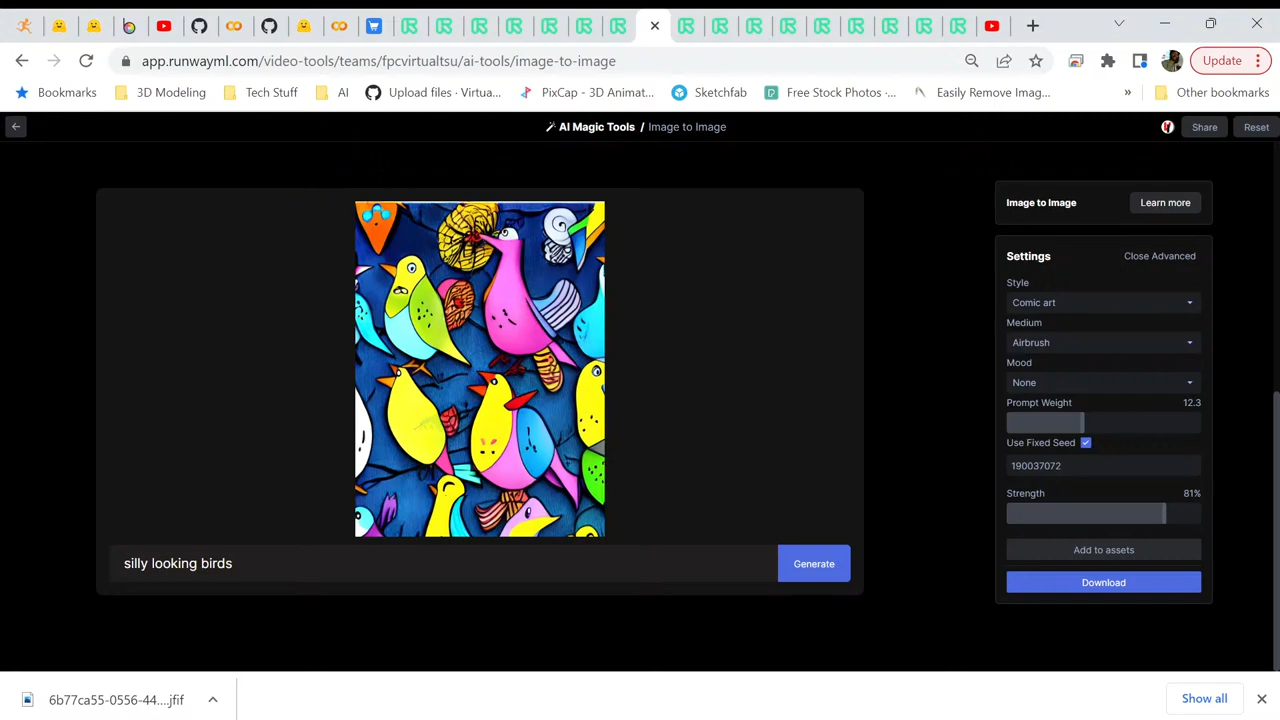 app.runwayml.com/video-tools/teams/fpcvirtualtsu/ai-tools/image-to-image
Update
Bookmarks
3D Modeling
Tech Stuff
AI
Upload files · Virtua...
PixCap - 3D Animat...
Sketchfab
Free Stock Photos ·...
Easily Remove Imag...
»
Other bookmarks
AI Magic Tools / Image to Image
Share
Reset
Image to Image
Learn more
Settings
Close Advanced
Style
Comic art
Medium
Airbrush
Mood
None
Prompt Weight 12.3
Use Fixed Seed
190037072
Strength 81%
Add to assets
Download
silly looking birds
Generate
6b77ca55-0556-44....jfif
Show all